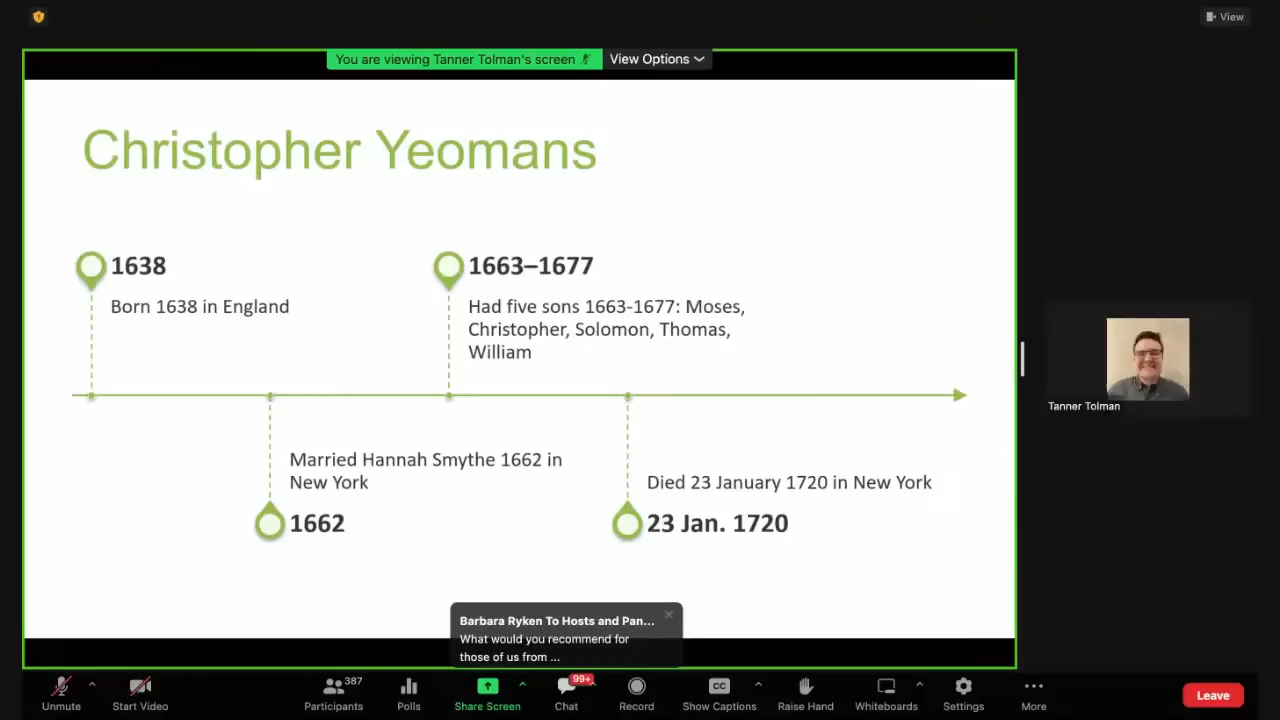 View
You are viewing Tanner Tolman's screen
View Options
Christopher Yeomans
1638
Born 1638 in England
1663–1677
Had five sons 1663-1677: Moses,
Christopher, Solomon, Thomas,
William
Married Hannah Smythe 1662 in
New York
1662
Died 23 January 1720 in New York
23 Jan. 1720
Tanner Tolman
Barbara Ryken To Hosts and Pan...
What would you recommend for
those of us from ...
Unmute
Start Video
387
Participants
Polls
Share Screen
99+
Chat
Record
CC
Show Captions
Raise Hand
Whiteboards
Settings
More
Leave